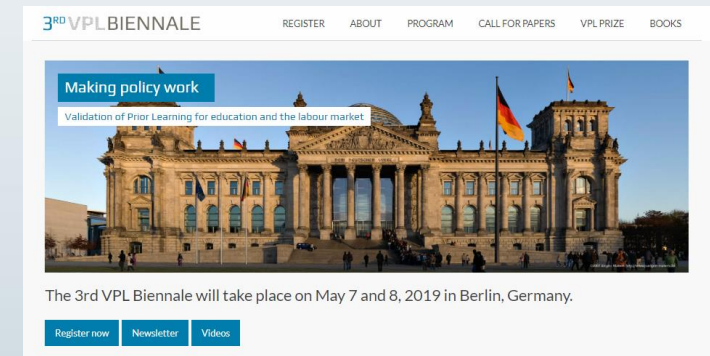 3RD VPLBIENNALE
REGISTER ABOUT PROGRAM CALL FOR PAPERS VPL PRIZE BOOKS
Making policy work
Validation of Prior Learning for education and the labour market
The 3rd VPL Biennale will take place on May 7 and 8, 2019 in Berlin, Germany.
Register now Newsletter Videos